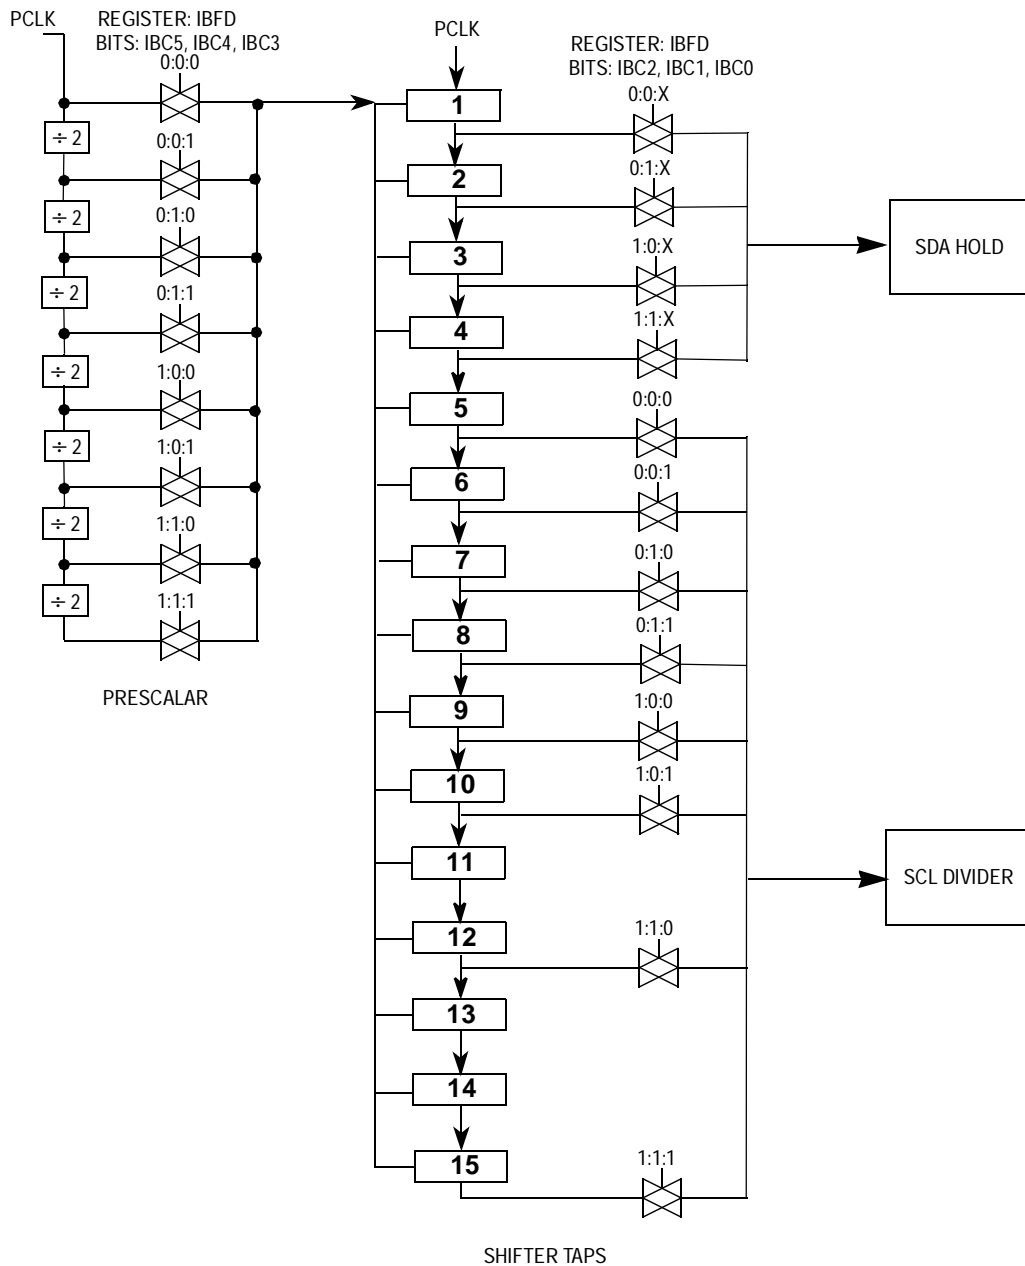 PCLK
REGISTER: IBFD
BITS: IBC5, IBC4, IBC3
0:0:0
÷ 2
0:0:1
÷ 2
0:1:0
÷ 2
0:1:1
÷ 2
1:0:0
÷ 2
1:0:1
÷ 2
1:1:0
÷ 2
1:1:1
PRESCALAR
PCLK
1
2
3
4
5
6
7
8
9
10
11
12
13
14
15
REGISTER: IBFD
BITS: IBC2, IBC1, IBC0
0:0:X
0:1:X
1:0:X
1:1:X
0:0:0
0:0:1
0:1:0
0:1:1
1:0:0
1:0:1
1:1:0
1:1:1
SDA HOLD
SCL DIVIDER
SHIFTER TAPS